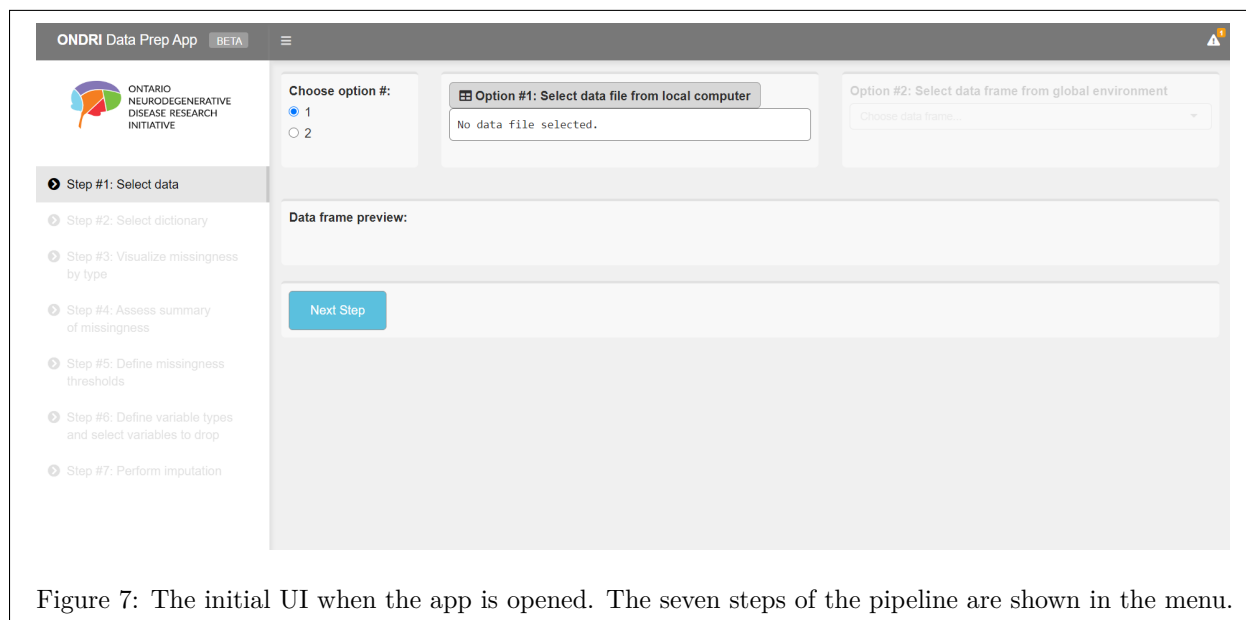 ONDRI Data Prep App BETA
1
ONTARIO
NEURODEGENERATIVE
DISEASE RESEARCH
INITIATIVE
Step #1: Select data
Step #2: Select dictionary
Step #3: Visualize missingness
by type
Step #4: Assess summary
of missingness
Step #5: Define missingness
thresholds
Step #6: Define variable types
and select variables to drop
Step #7: Perform imputation
Choose option #:
1
2
Option #1: Select data file from local computer
No data file selected.
Option #2: Select data frame from global environment
Choose data frame...
Data frame preview:
Next Step
Figure 7: The initial UI when the app is opened. The seven steps of the pipeline are shown in the menu.